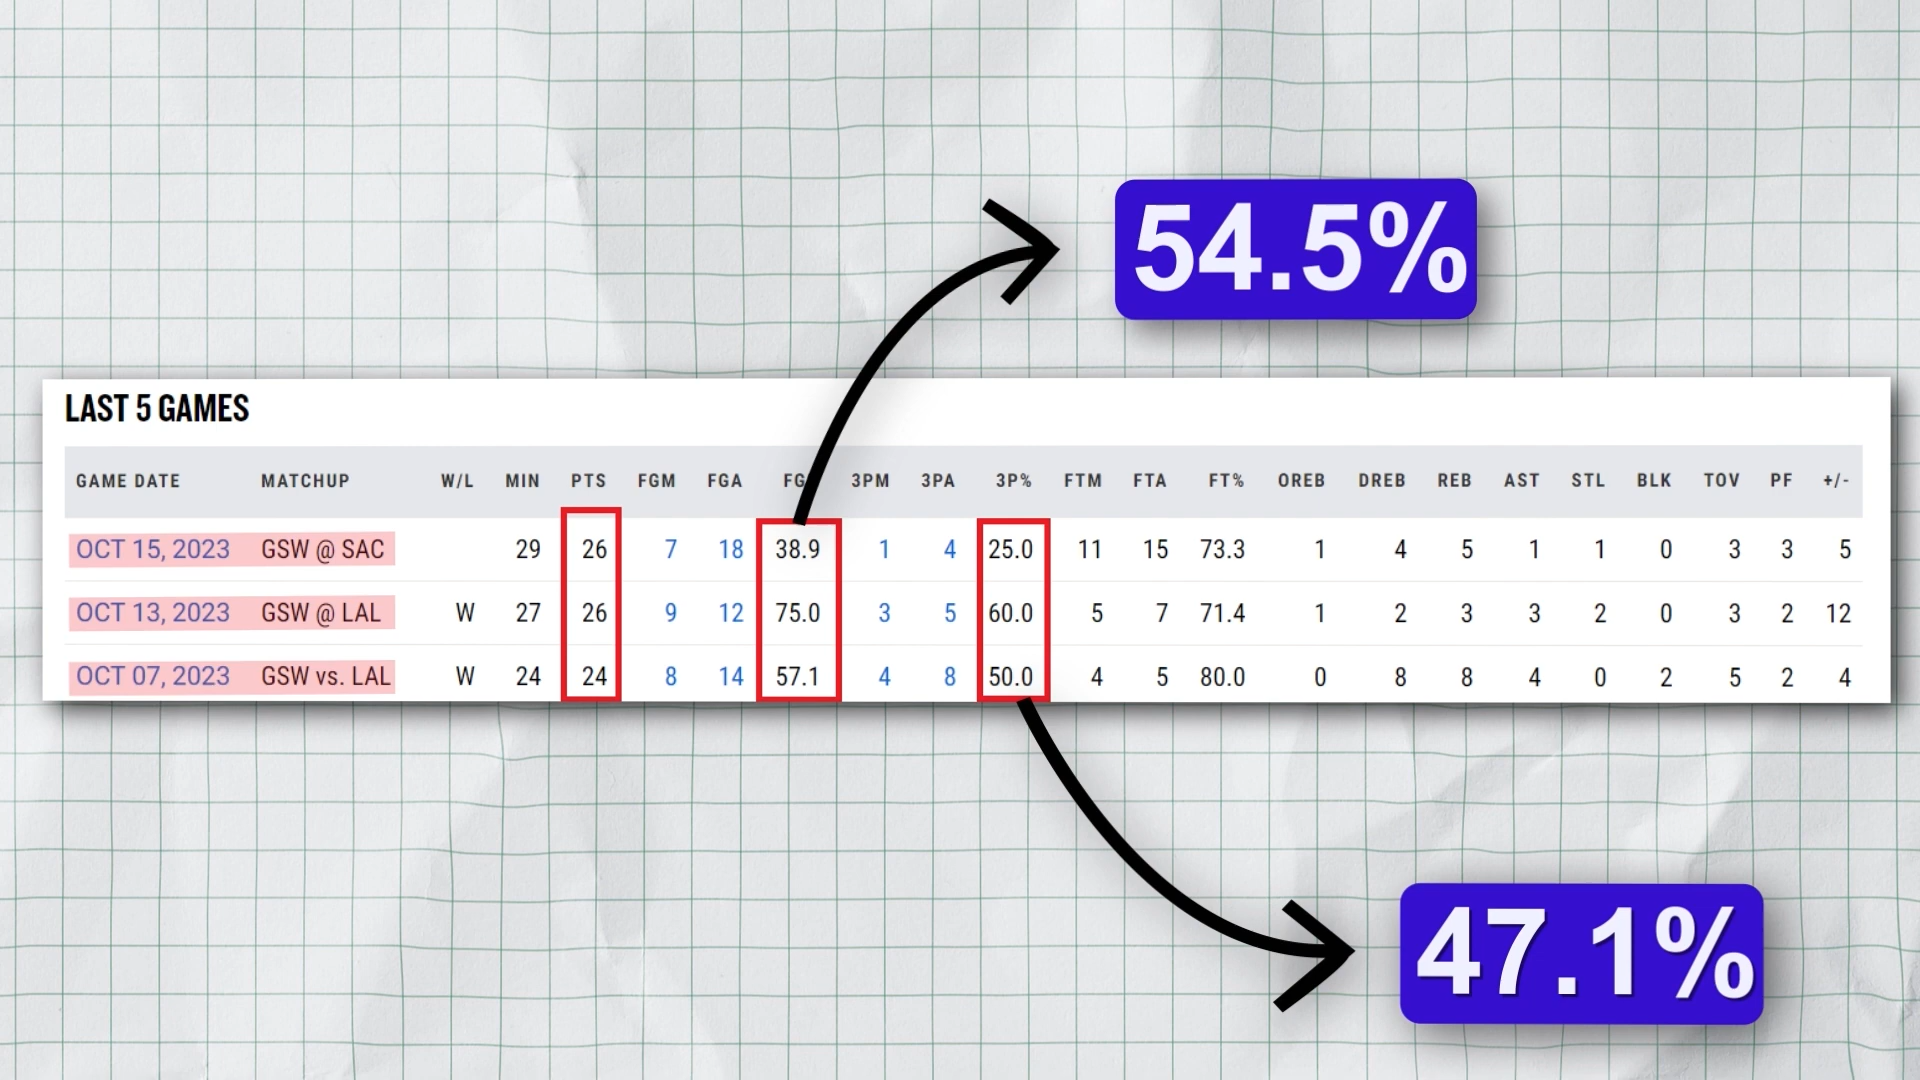 54.5%
LAST 5 GAMES
GAME DATE MATCHUP W/L MIN PTS FGM FGA FG 3PM 3PA 3P% FTM FTA FT% OREB DREB REB AST STL BLK TOV PF +/-
OCT 15, 2023 GSW @ SAC 29 26 7 18 38.9 1 4 25.0 11 15 73.3 1 4 5 1 1 0 3 3 5
OCT 13, 2023 GSW @ LAL W 27 26 9 12 75.0 3 5 60.0 5 7 71.4 1 2 3 3 2 0 3 2 12
OCT 07, 2023 GSW vs. LAL W 24 24 8 14 57.1 4 8 50.0 4 5 80.0 0 8 8 4 0 2 5 2 4
47.1%